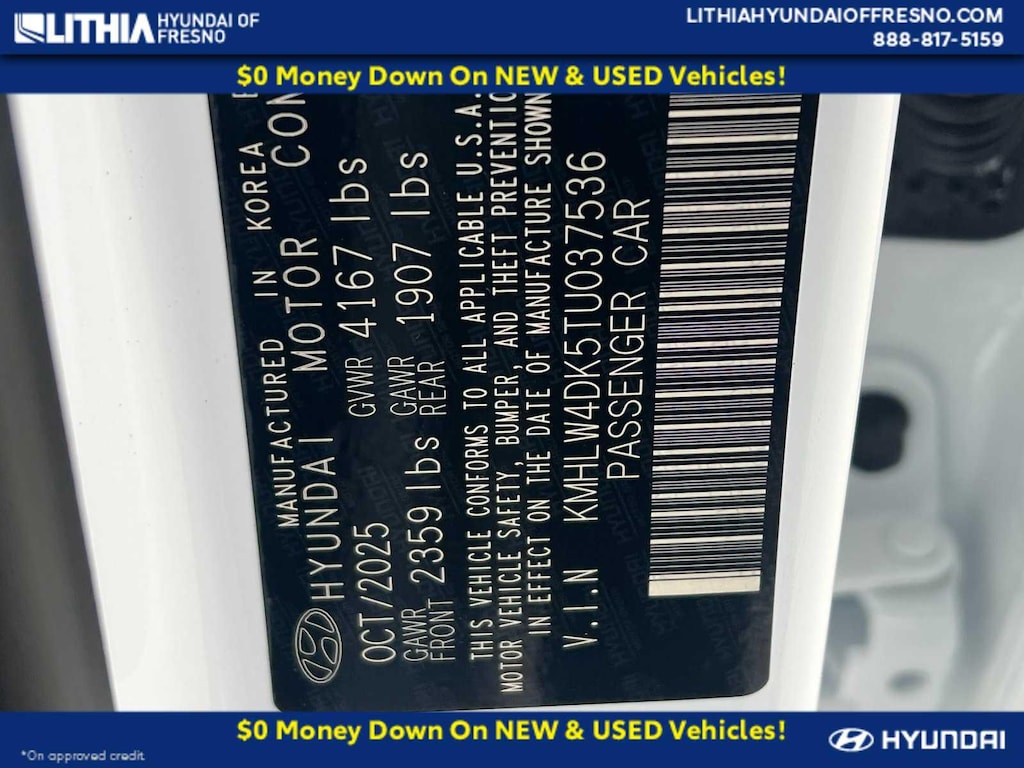 LITHIA HYUNDAI OF FRESNO
LITHIAHYUNDAIOFFRESNO.COM
888-817-5159
$0 Money Down On NEW & USED Vehicles!
MANUFACTURED IN KOREA
HYUNDAI MOTOR
OCT/2025 GVWR 4167 lbs
GAWR FRONT 2359 lbs GAWR REAR 1907 lbs
THIS VEHICLE CONFORMS TO ALL APPLICABLE U.S.A.
MOTOR VEHICLE SAFETY, BUMPER, AND THEFT
IN EFFECT ON THE DATE OF MANUFACTURE SHOWN
V.I.N KMHLW4DK5TU037536
PASSENGER CAR
$0 Money Down On NEW & USED Vehicles!
*On approved credit.
HYUNDAI